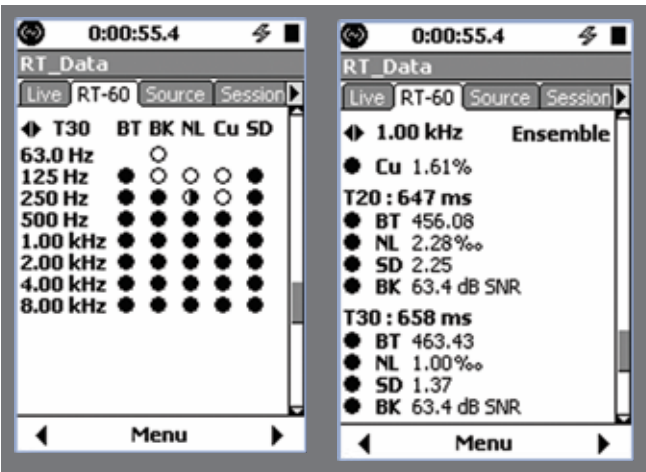 0:00:55.4
RT_Data
Live RT-60 Source Session
T30 BT BK NL Cu SD
63.0 Hz
125 Hz
250 Hz
500 Hz
1.00 kHz
2.00 kHz
4.00 kHz
8.00 kHz
Menu
0:00:55.4
RT_Data
Live RT-60 Source Session
1.00 kHz Ensemble
Cu 1.61%
T20 : 647 ms
BT 456.08
NL 2.28‰
SD 2.25
BK 63.4 dB SNR
T30 : 658 ms
BT 463.43
NL 1.00‰
SD 1.37
BK 63.4 dB SNR
Menu